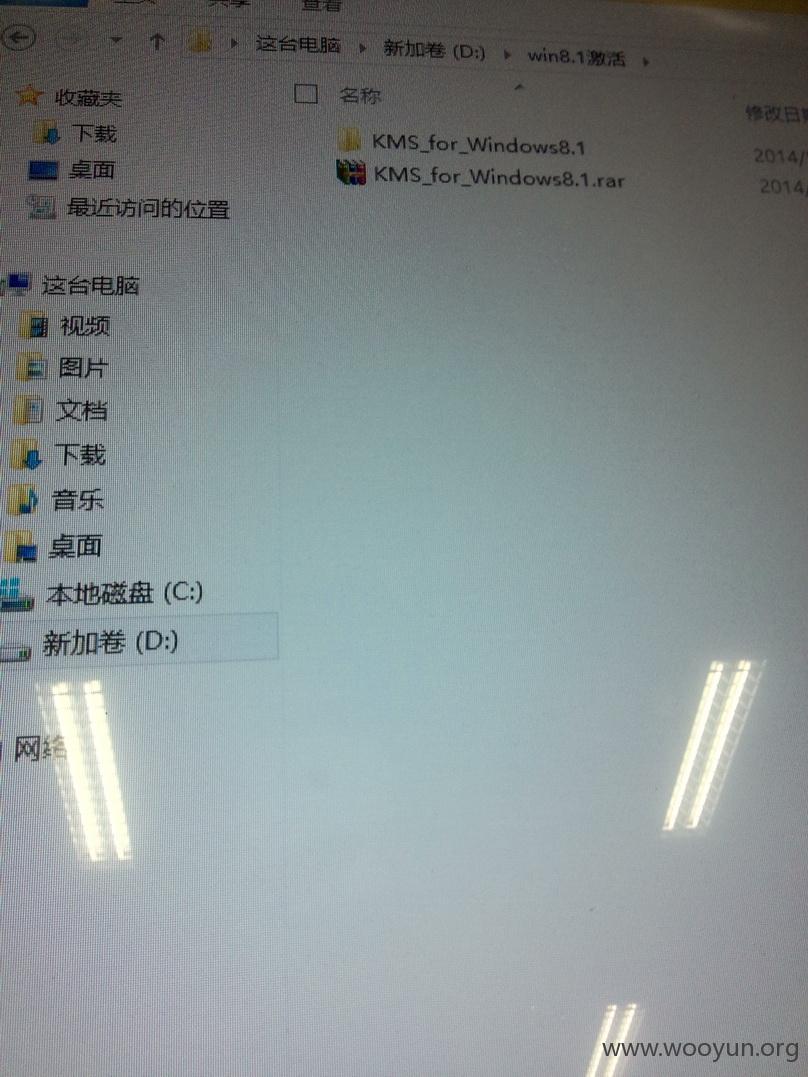 共享
查看
这台电脑
新加卷 (D:)
win8.1激活
收藏夹
下载
桌面
最近访问的位置
这台电脑
视频
图片
文档
下载
音乐
桌面
本地磁盘 (C:)
新加卷 (D:)
网络
名称
修改日期
KMS_for_Windows8.1
2014/
KMS_for_Windows8.1.rar
2014/
www.wooyun.org